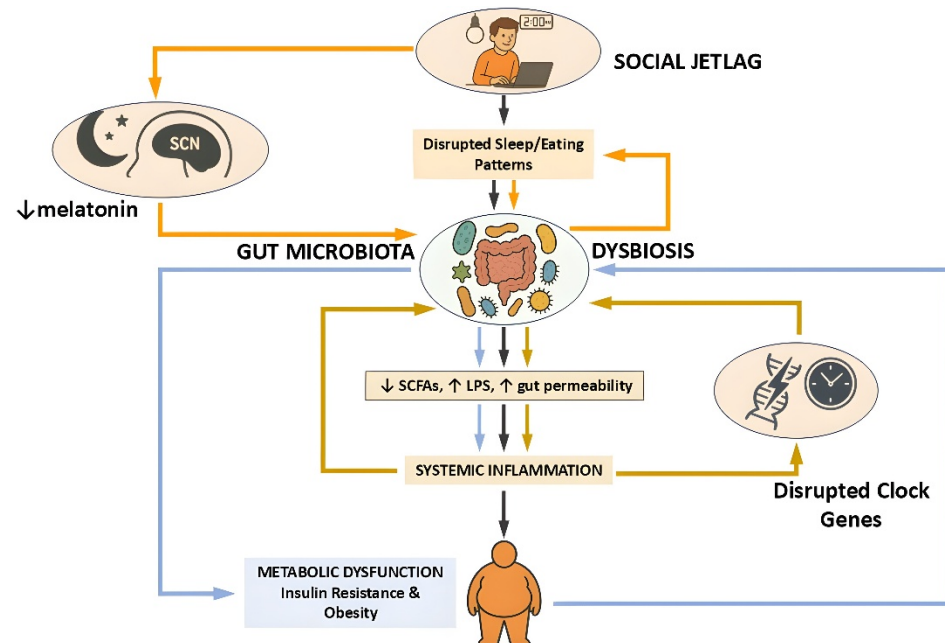 2:00 AM
SOCIAL JETLAG
SCN
Disrupted Sleep/Eating
Patterns
↓melatonin
GUT MICROBIOTA
DYSBIOSIS
↓ SCFAs, ↑ LPS, ↑ gut permeability
SYSTEMIC INFLAMMATION
Disrupted Clock
Genes
METABOLIC DYSFUNCTION
Insulin Resistance &
Obesity